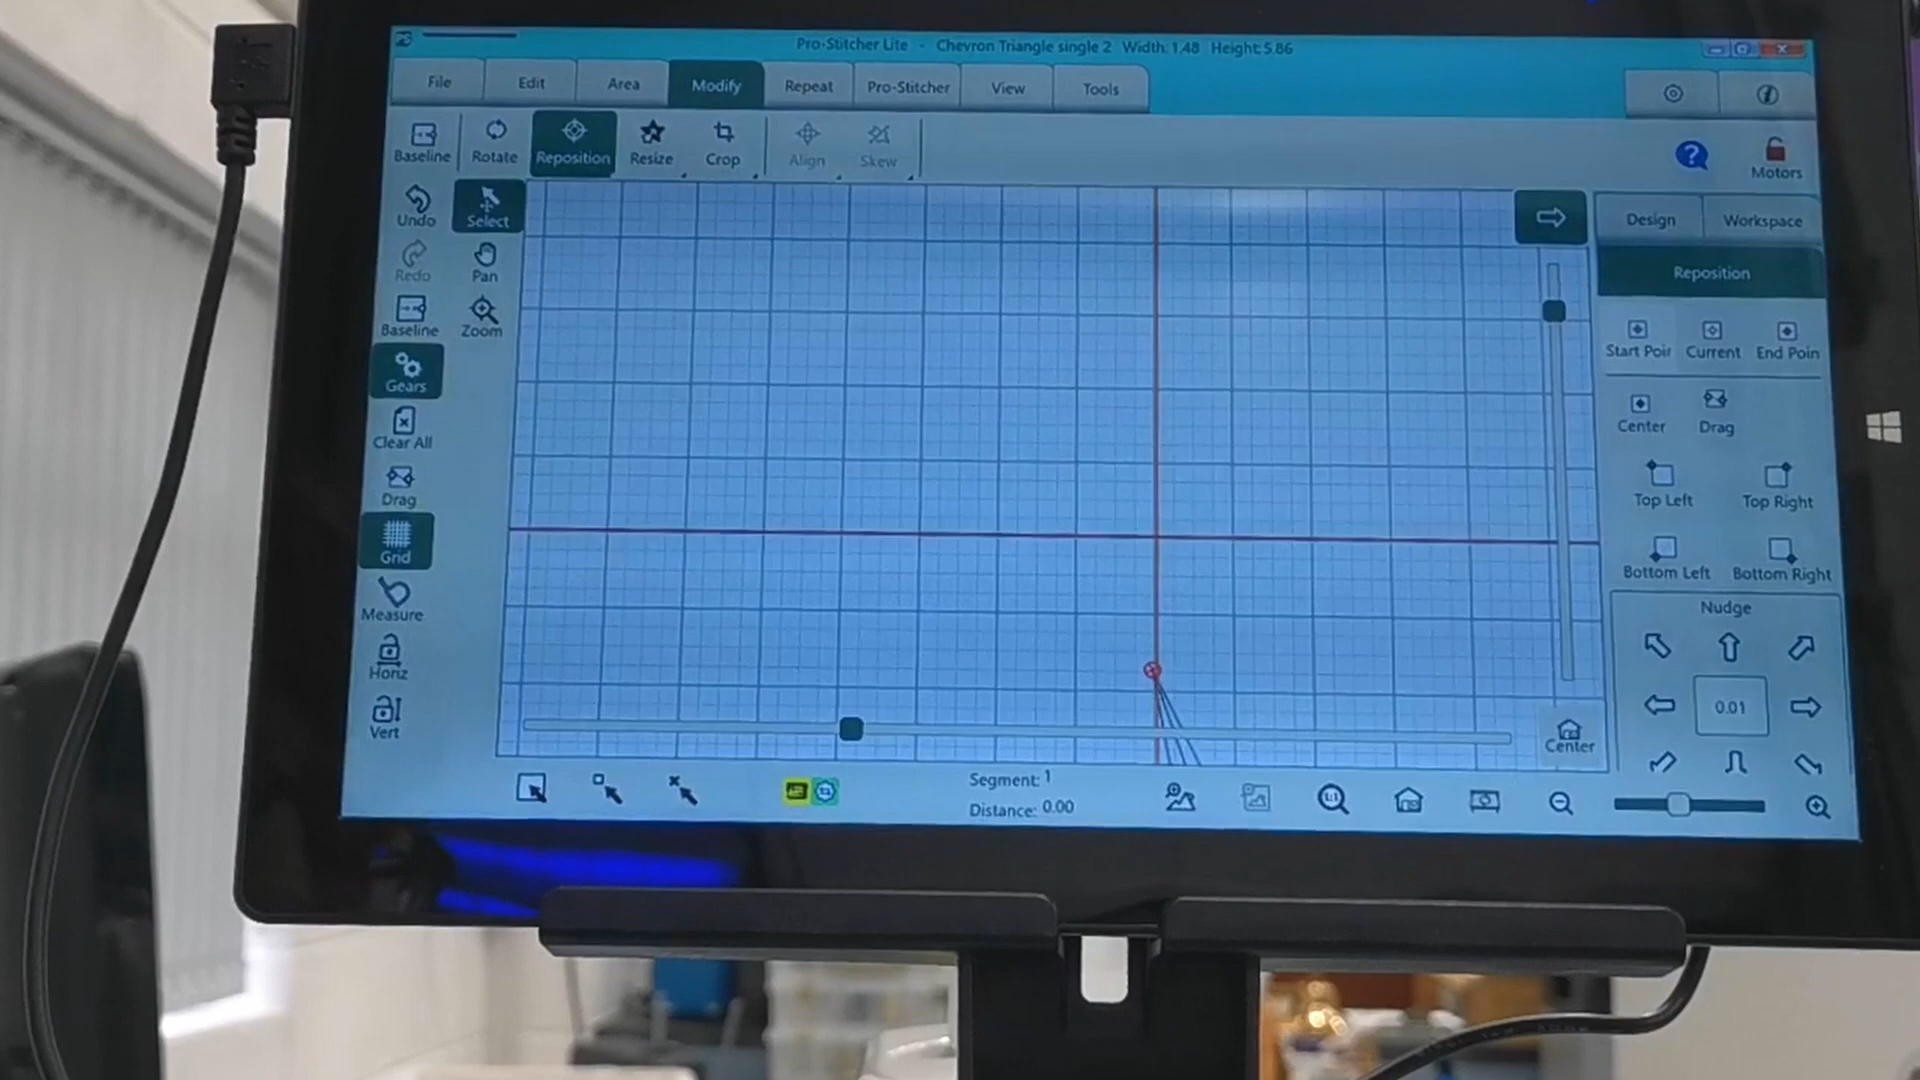 PS
Pro-Stitcher Lite - Chevron Triangle single 2 Width: 1.48 Height: 5.86
File Edit Area Modify Repeat Pro-Stitcher View Tools
Baseline Rotate Reposition Resize Crop Align Skew
? Motors
Undo Select
Redo Pan
Baseline Zoom
Gears
Clear All
Drag
Grid
Measure
Horiz
Vert
Design Workspace
Reposition
Start Poir Current End Poin
Center Drag
Top Left Top Right
Bottom Left Bottom Right
Nudge
0.01
Center
Segment: 1
Distance: 0.00
1:1